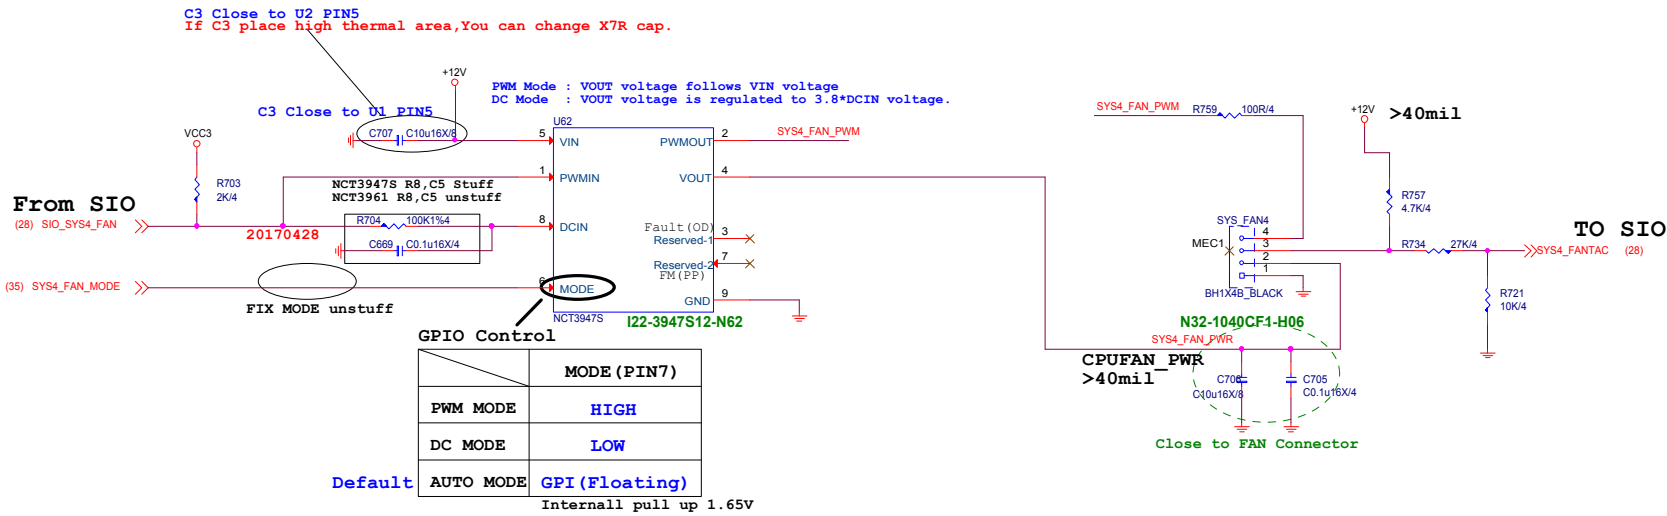 C3 Close to U2 PIN5
If C3 place high thermal area,You can change X7R cap.
+12V
PWM Mode : VOUT voltage follows VIN voltage
DC Mode  : VOUT voltage is regulated to 3.8*DCIN voltage.
C3 Close to U1 PIN5
U62
VCC3
C707 C10u16X/8
5 VIN
PWMOUT 2
SYS4_FAN_PWM
1 PWMIN
VOUT 4
R703
2K/4
NCT3947S R8,C5 Stuff
NCT3961 R8,C5 unstuff
From SIO
(28) SIO_SYS4_FAN
20170428
R704 100K1%4
8 DCIN
C669 C0.1u16X/4
Fault(OD)
Reserved-1 3
Reserved-2 7
FM(PP)
(35) SYS4_FAN_MODE
FIX MODE unstuff
6 MODE
GND 9
NCT3947S
I22-3947S12-N62
GPIO Control
MODE(PIN7)
PWM MODE HIGH
DC MODE LOW
Default AUTO MODE GPI(Floating)
Internall pull up 1.65V
SYS4_FAN_PWM
R759 100R/4
+12V >40mil
R757
4.7K/4
SYS_FAN4
MEC1
4
3
2
1
BH1X4B_BLACK
N32-1040CF1-H06
R734 27K/4
TO SIO
SYS4_FANTAC (28)
R721
10K/4
SYS4_FAN_PWR
CPUFAN_PWR
>40mil
C706
C10u16X/8
C705
C0.1u16X/4
Close to FAN Connector